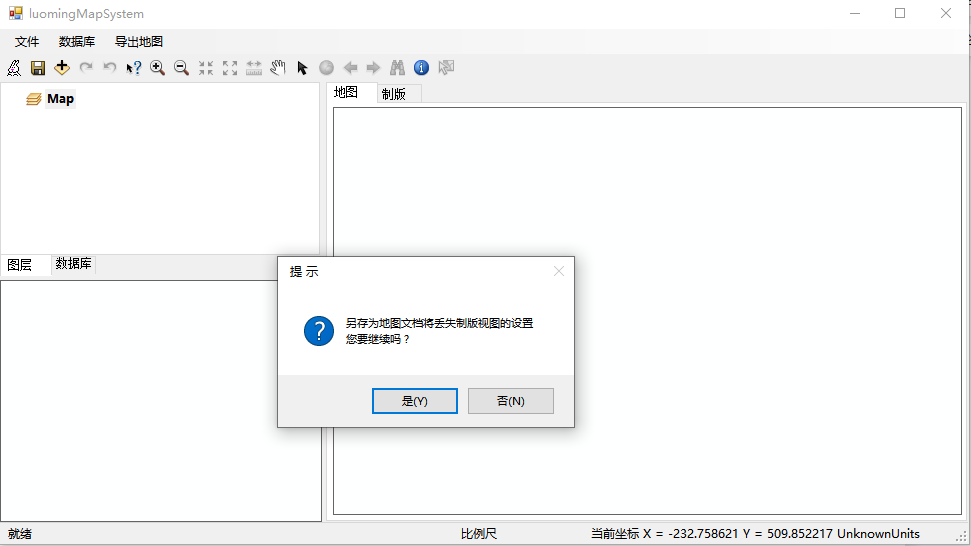 luomingMapSystem
文件 数据库 导出地图
Map
地图 制版
图层 数据库
提示
另存为地图文档将丢失制版视图的设置
您要继续吗？
是(Y) 否(N)
就绪 比例尺 当前坐标 X = -232.758621 Y = 509.852217 UnknownUnits